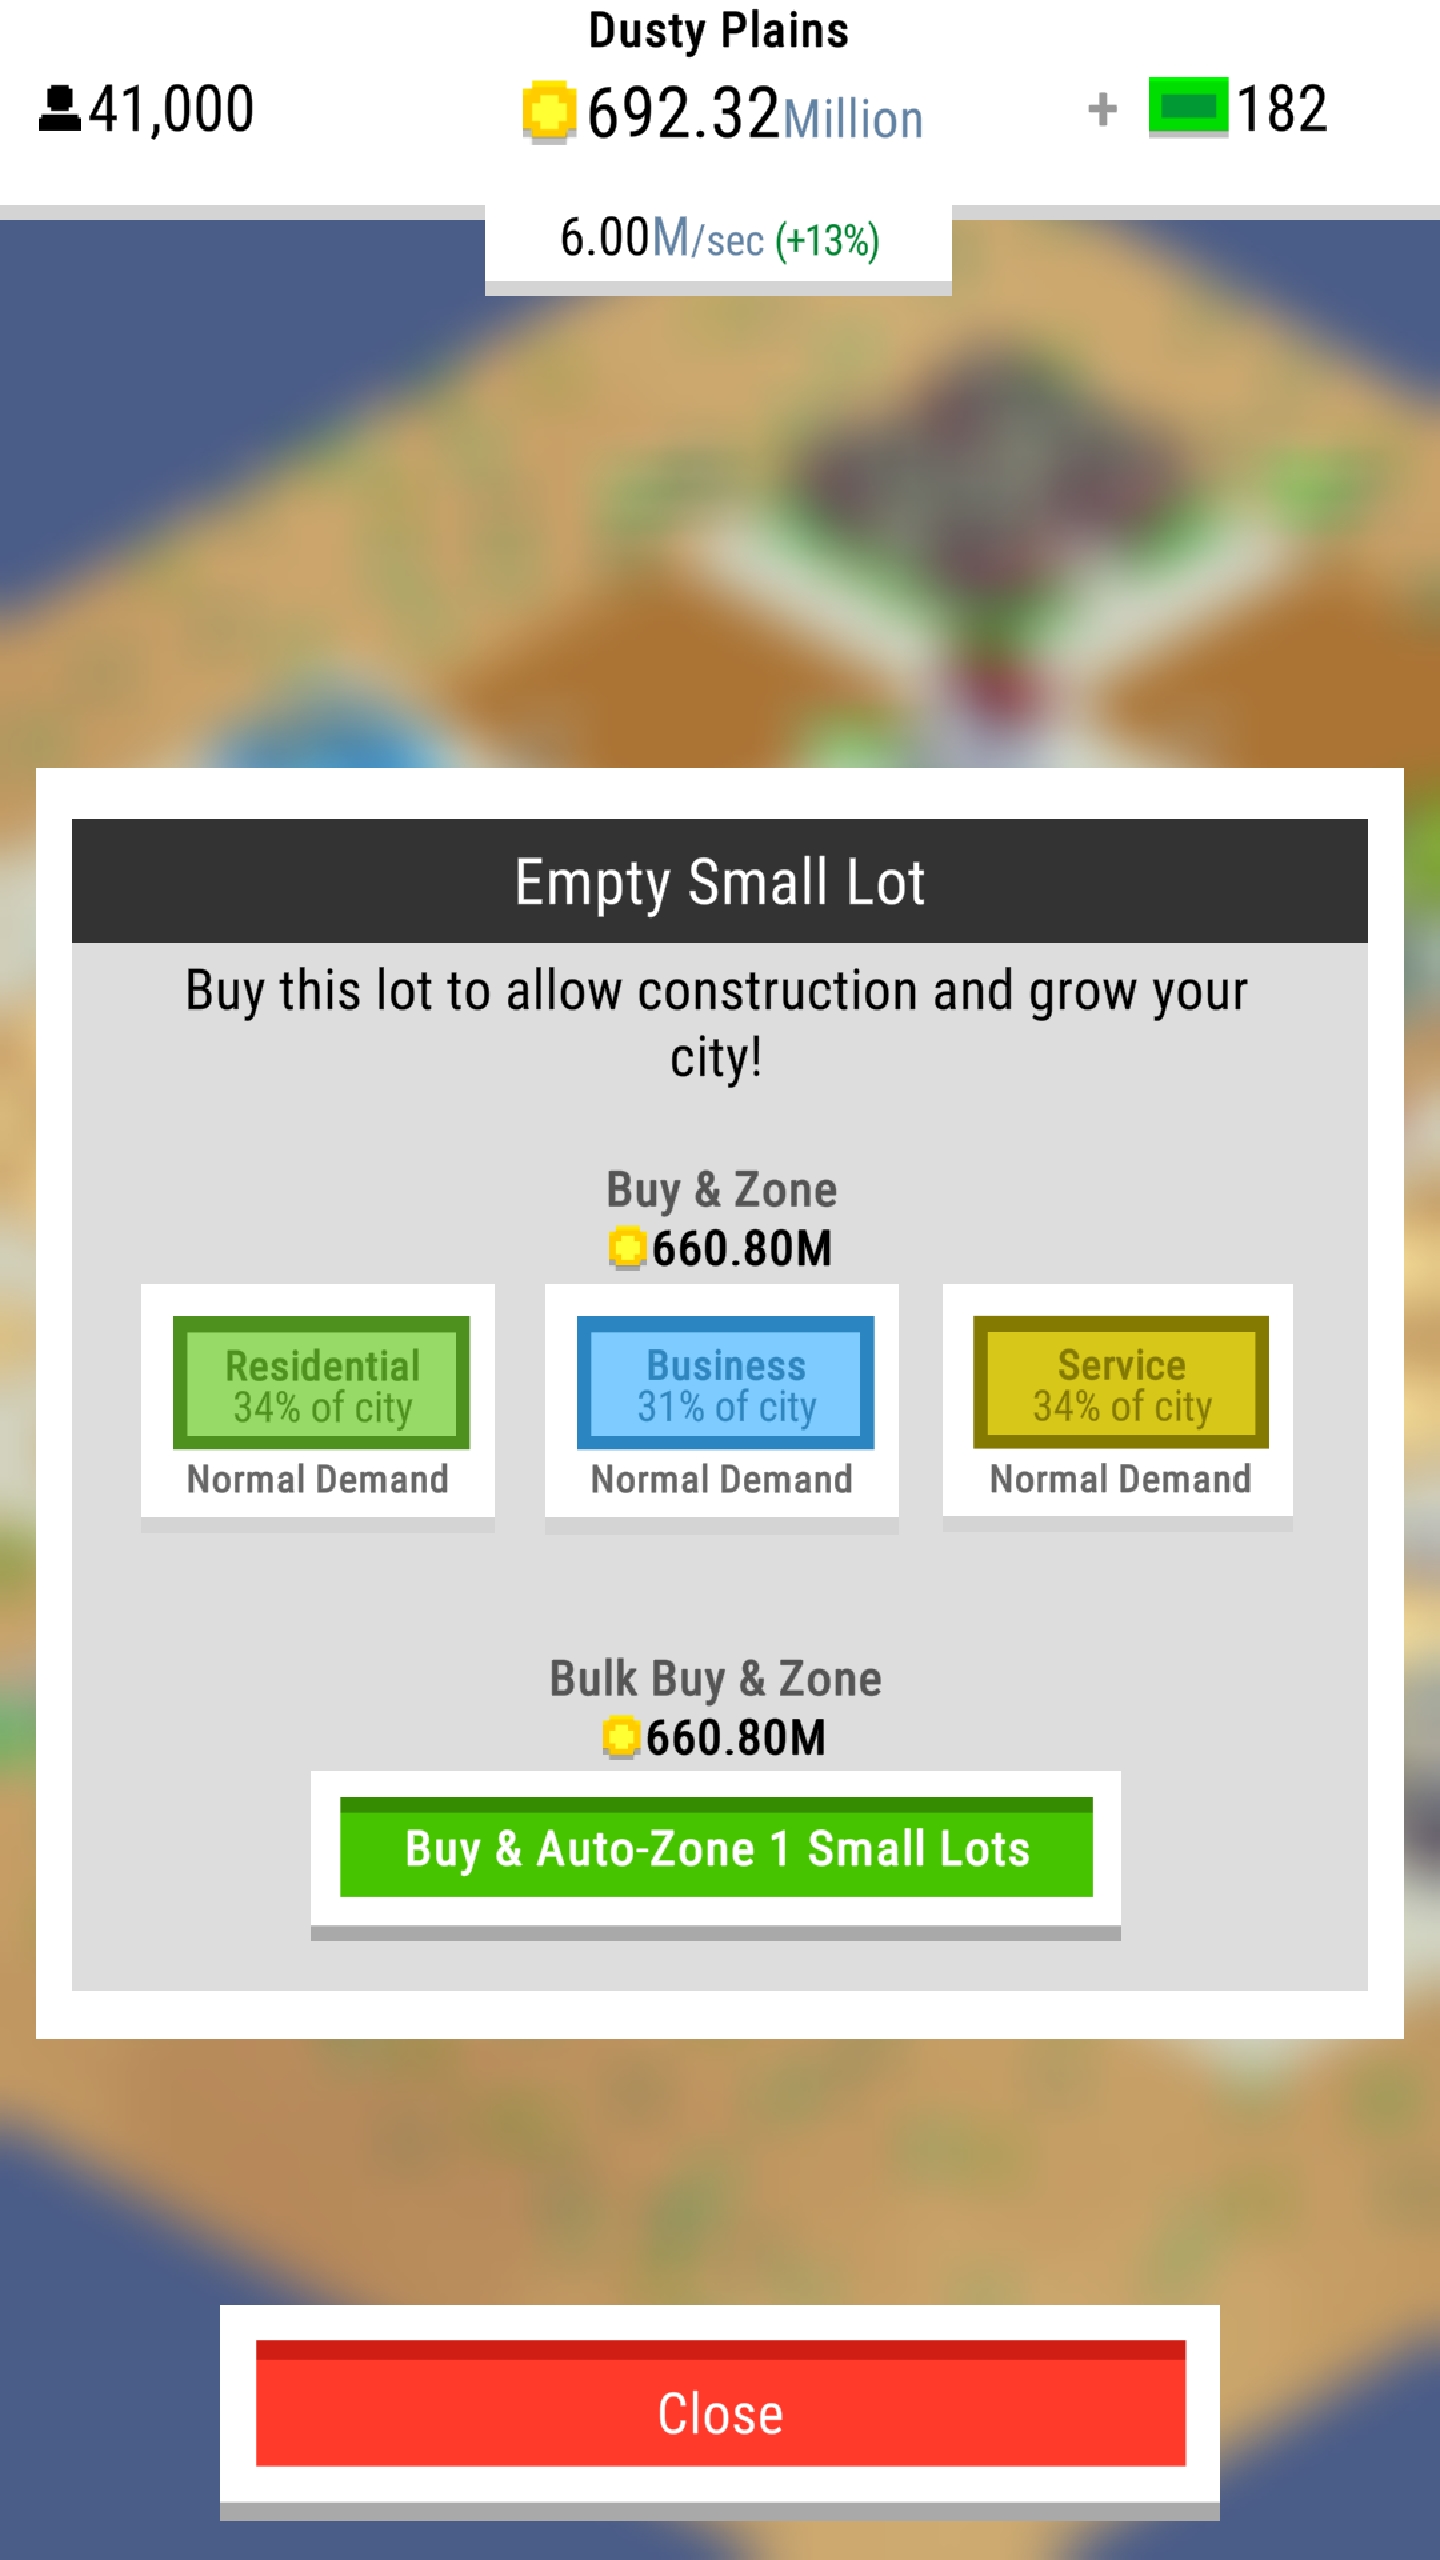 Dusty Plains
41,000
692.32Million
+ 182
6.00M/sec (+13%)
Empty Small Lot
Buy this lot to allow construction and grow your
city!
Buy & Zone
660.80M
Residential
34% of city
Normal Demand
Business
31% of city
Normal Demand
Service
34% of city
Normal Demand
Bulk Buy & Zone
660.80M
Buy & Auto-Zone 1 Small Lots
Close